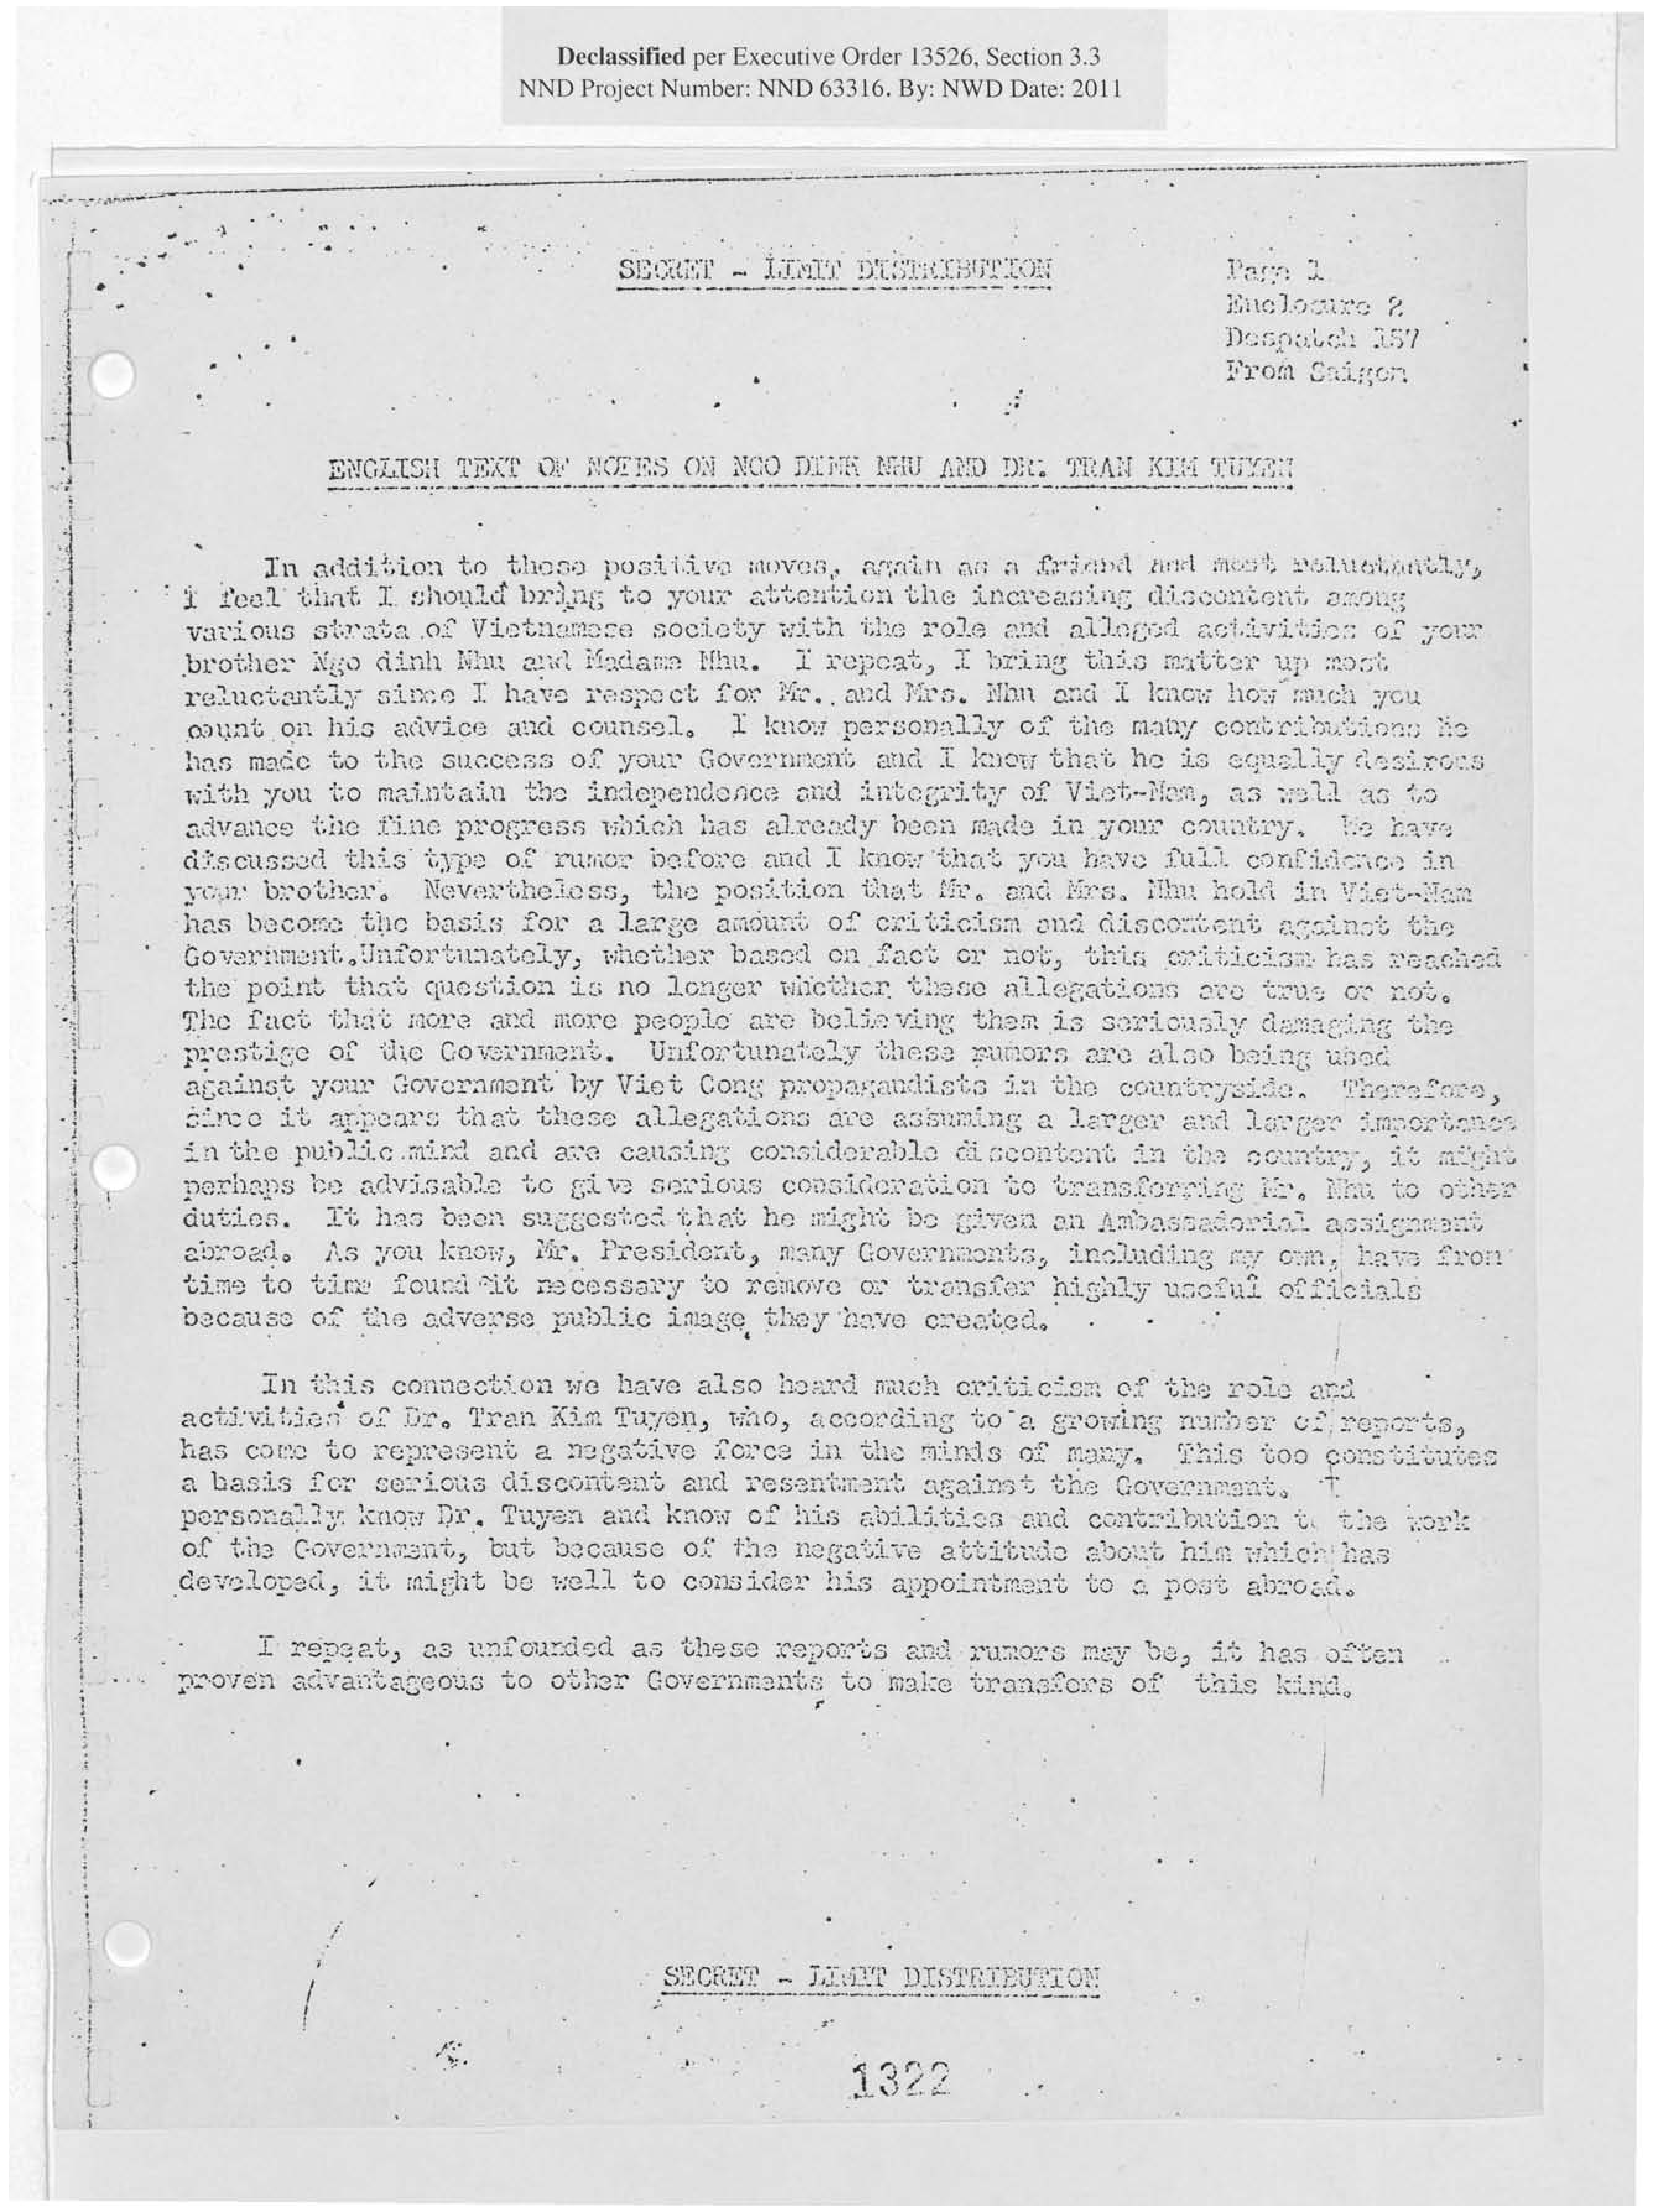 Declassified per Executive Order 13526, Section 3.3
NND Project Number: NND 63316. By: NWD Date: 2011
SECRET - LIMIT DISTRIBUTION
Page 1
Enclosure 2
Despatch 157
From Saigon
ENGLISH TEXT OF NOTES ON NGO DINH NHU AND DR. TRAN KIM TUYEN
In addition to these positive moves, again as a friend and most reluctantly,
I feel that I should bring to your attention the increasing discontent among
various strata of Vietnamese society with the role and alleged activities of your
brother Ngo dinh Nhu and Madame Nhu. I repeat, I bring this matter up most
reluctantly since I have respect for Mr. and Mrs. Nhu and I know how much you
count on his advice and counsel. I know personally of the many contributions he
has made to the success of your Government and I know that he is equally desirous
with you to maintain the independence and integrity of Viet-Nam, as well as to
advance the fine progress which has already been made in your country. We have
discussed this type of rumor before and I know that you have full confidence in
your brother. Nevertheless, the position that Mr. and Mrs. Nhu hold in Viet-Nam
has become the basis for a large amount of criticism and discontent against the
Government.Unfortunately, whether based on fact or not, this criticism has reached
the point that question is no longer whether these allegations are true or not.
The fact that more and more people are believing them is seriously damaging the
prestige of the Government. Unfortunately these rumors are also being used
against your Government by Viet Cong propagandists in the countryside. Therefore,
since it appears that these allegations are assuming a larger and larger importance
in the public mind and are causing considerable discontent in the country, it might
perhaps be advisable to give serious consideration to transferring Mr. Nhu to other
duties. It has been suggested that he might be given an Ambassadorial assignment
abroad. As you know, Mr. President, many Governments, including my own, have from
time to time found it necessary to remove or transfer highly useful officials
because of the adverse public image they have created.
In this connection we have also heard much criticism of the role and
activities of Dr. Tran Kim Tuyen, who, according to a growing number of reports,
has come to represent a negative force in the minds of many. This too constitutes
a basis for serious discontent and resentment against the Government. I
personally know Dr. Tuyen and know of his abilities and contribution to the work
of the Government, but because of the negative attitude about him which has
developed, it might be well to consider his appointment to a post abroad.
I repeat, as unfounded as these reports and rumors may be, it has often
proven advantageous to other Governments to make transfers of this kind.
SECRET - LIMIT DISTRIBUTION
1322